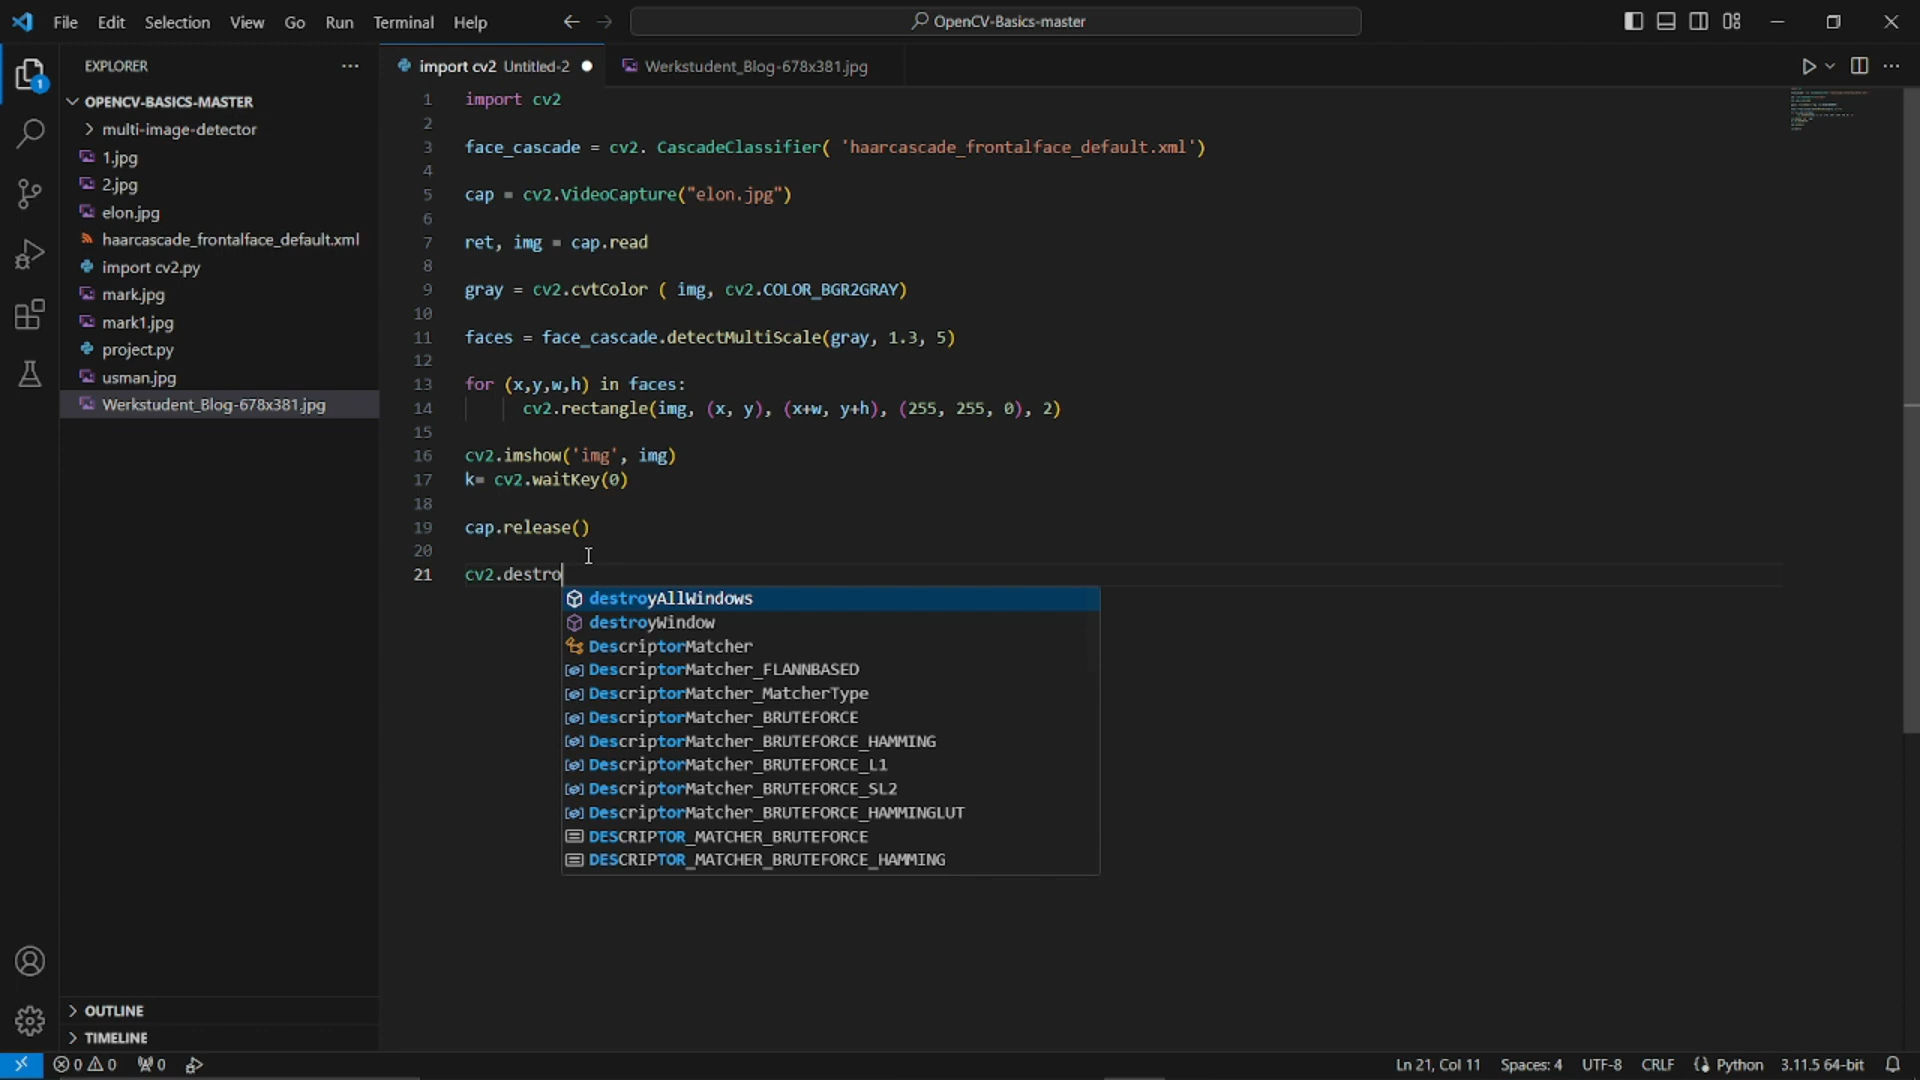 File Edit Selection View Go Run Terminal Help OpenCV-Basics-master
EXPLORER
1
OPENCV-BASICS-MASTER
multi-image-detector
1.jpg
2.jpg
elon.jpg
haarcascade_frontalface_default.xml
import cv2.py
mark.jpg
mark1.jpg
project.py
usman.jpg
Werkstudent_Blog-678x381.jpg
OUTLINE
TIMELINE
import cv2 Untitled-2 Werkstudent_Blog-678x381.jpg
1 import cv2
2
3 face_cascade = cv2. CascadeClassifier( 'haarcascade_frontalface_default.xml')
4
5 cap = cv2.VideoCapture("elon.jpg")
6
7 ret, img = cap.read
8
9 gray = cv2.cvtColor ( img, cv2.COLOR_BGR2GRAY)
10
11 faces = face_cascade.detectMultiScale(gray, 1.3, 5)
12
13 for (x,y,w,h) in faces:
14 cv2.rectangle(img, (x, y), (x+w, y+h), (255, 255, 0), 2)
15
16 cv2.imshow('img', img)
17 k= cv2.waitKey(0)
18
19 cap.release()
20
21 cv2.destro
destroyAllWindows
destroyWindow
DescriptorMatcher
DescriptorMatcher_FLANNBASED
DescriptorMatcher_MatcherType
DescriptorMatcher_BRUTEFORCE
DescriptorMatcher_BRUTEFORCE_HAMMING
DescriptorMatcher_BRUTEFORCE_L1
DescriptorMatcher_BRUTEFORCE_SL2
DescriptorMatcher_BRUTEFORCE_HAMMINGLUT
DESCRIPTOR_MATCHER_BRUTEFORCE
DESCRIPTOR_MATCHER_BRUTEFORCE_HAMMING
0 0 0 Ln 21, Col 11 Spaces: 4 UTF-8 CRLF Python 3.11.5 64-bit